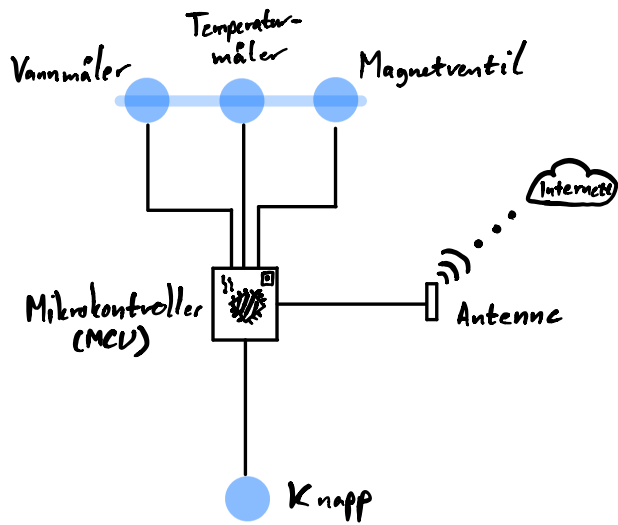 Temperatur-
måler
Vannmåler
Magnetventil
Internett
Mikrokontroller
(MCU)
Antenne
Knapp